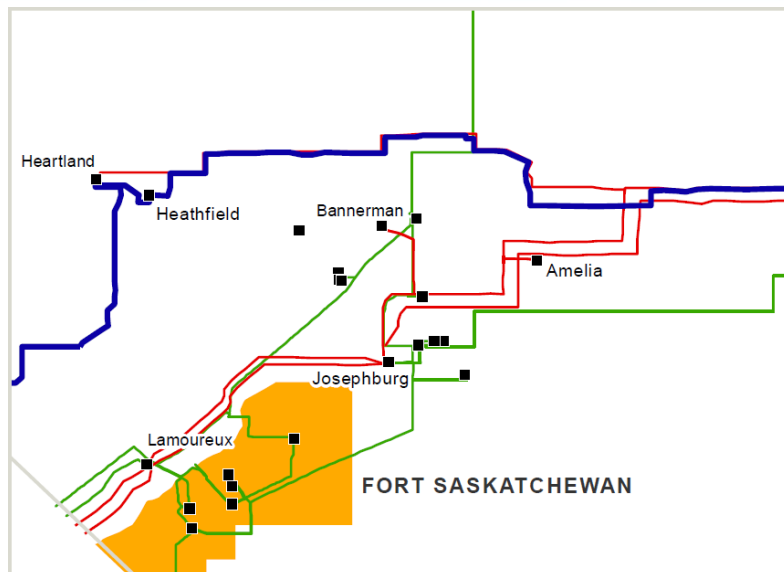 Heartland
Heathfield
Bannerman
Amelia
Josephburg
Lamoureux
FORT SASKATCHEWAN